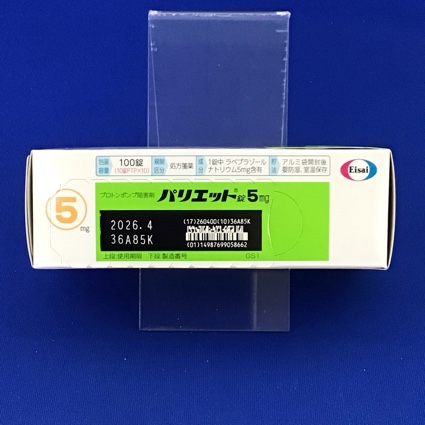 包装容量 100錠 (10錠PTP×10) 規制区分 処方箋薬 成分 1錠中 ラベプラゾールナトリウム5mg含有 貯法 アルミ袋開封後要防湿、室温保存
Eisai
プロトンポンプ阻害剤 パリエット®錠5mg
5mg
2026.4
36A85K
(17)260400(10)36A85K
(01)14987699058662
上段 使用期限 下段 製造番号 GS1